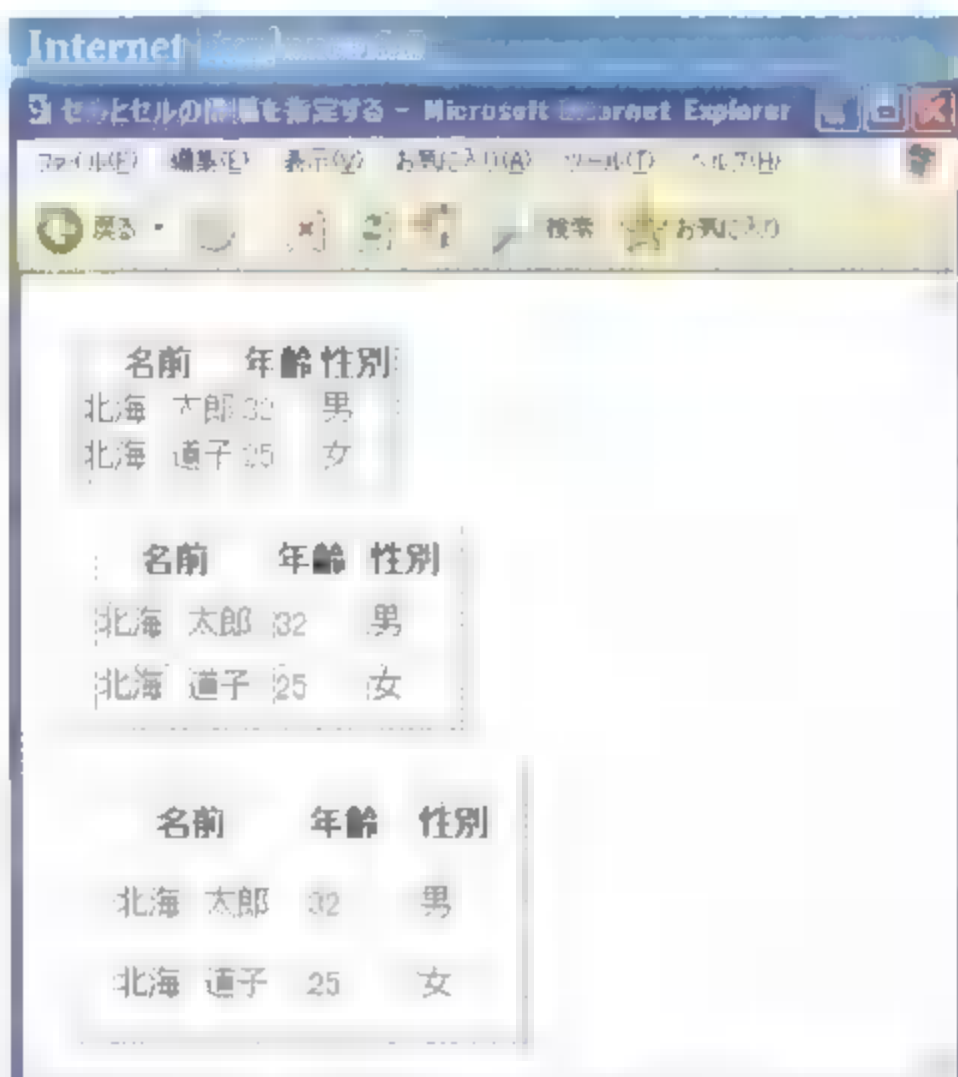 Internet
セルとセルの間隔を指定する - Microsoft Internet Explorer
ファイル(F) 編集(E) 表示(V) お気に入り(A) ツール(T) ヘルプ(H)
戻る 検索 お気に入り
名前 年齢 性別
北海 太郎 32 男
北海 道子 25 女
名前 年齢 性別
北海 太郎 32 男
北海 道子 25 女
名前 年齢 性別
北海 太郎 32 男
北海 道子 25 女